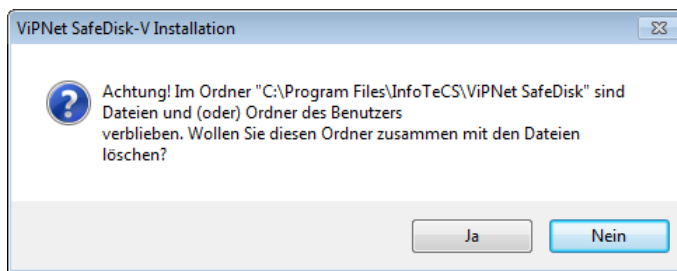 ViPNet SafeDisk-V Installation
Achtung! Im Ordner "C:\Program Files\InfoTeCS\ViPNet SafeDisk" sind
Dateien und (oder) Ordner des Benutzers
verblieben. Wollen Sie diesen Ordner zusammen mit den Dateien
löschen?
Ja
Nein